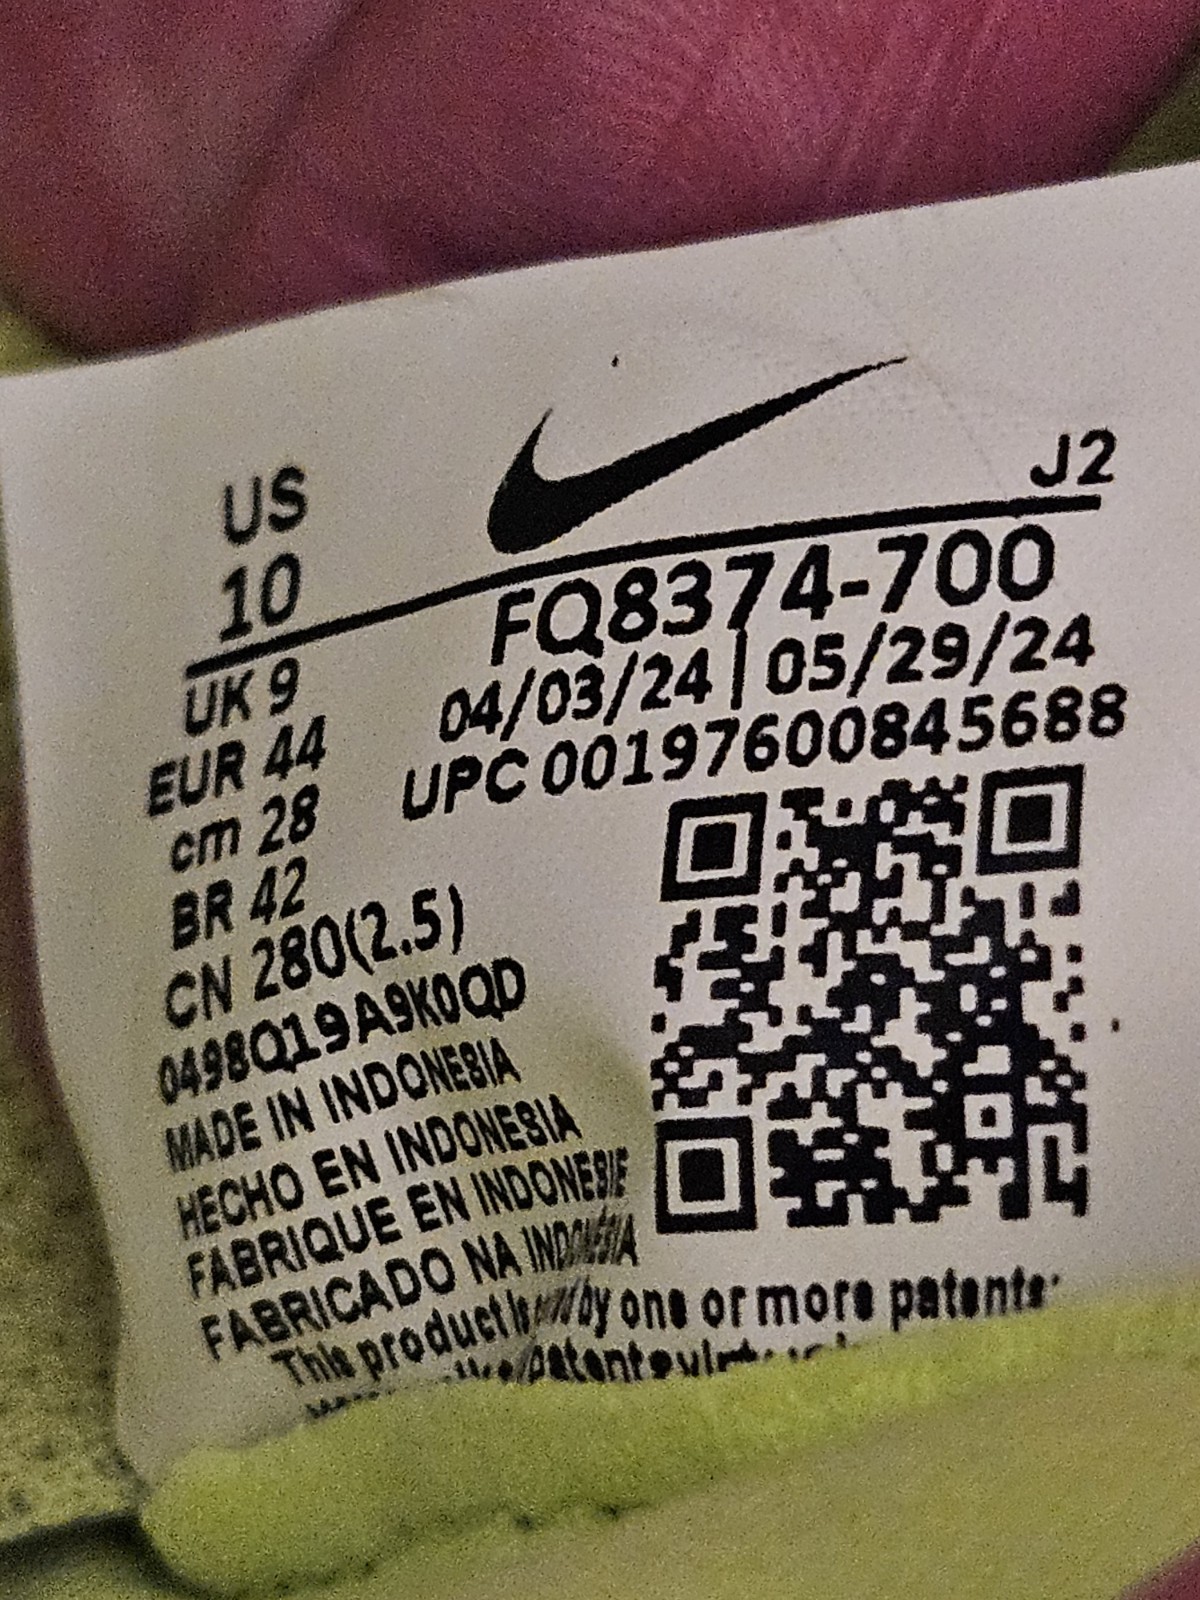 US
10
J2
FQ8374-700
04/03/24 | 05/29/24
UPC 00197600845688
UK 9
EUR 44
cm 28
BR 42
CN 280(2.5)
0498Q19A9K0QD
MADE IN INDONESIA
HECHO EN INDONESIA
FABRIQUE EN INDONESIE
FABRICADO NA INDONÉSIA
This product is by one or more patents